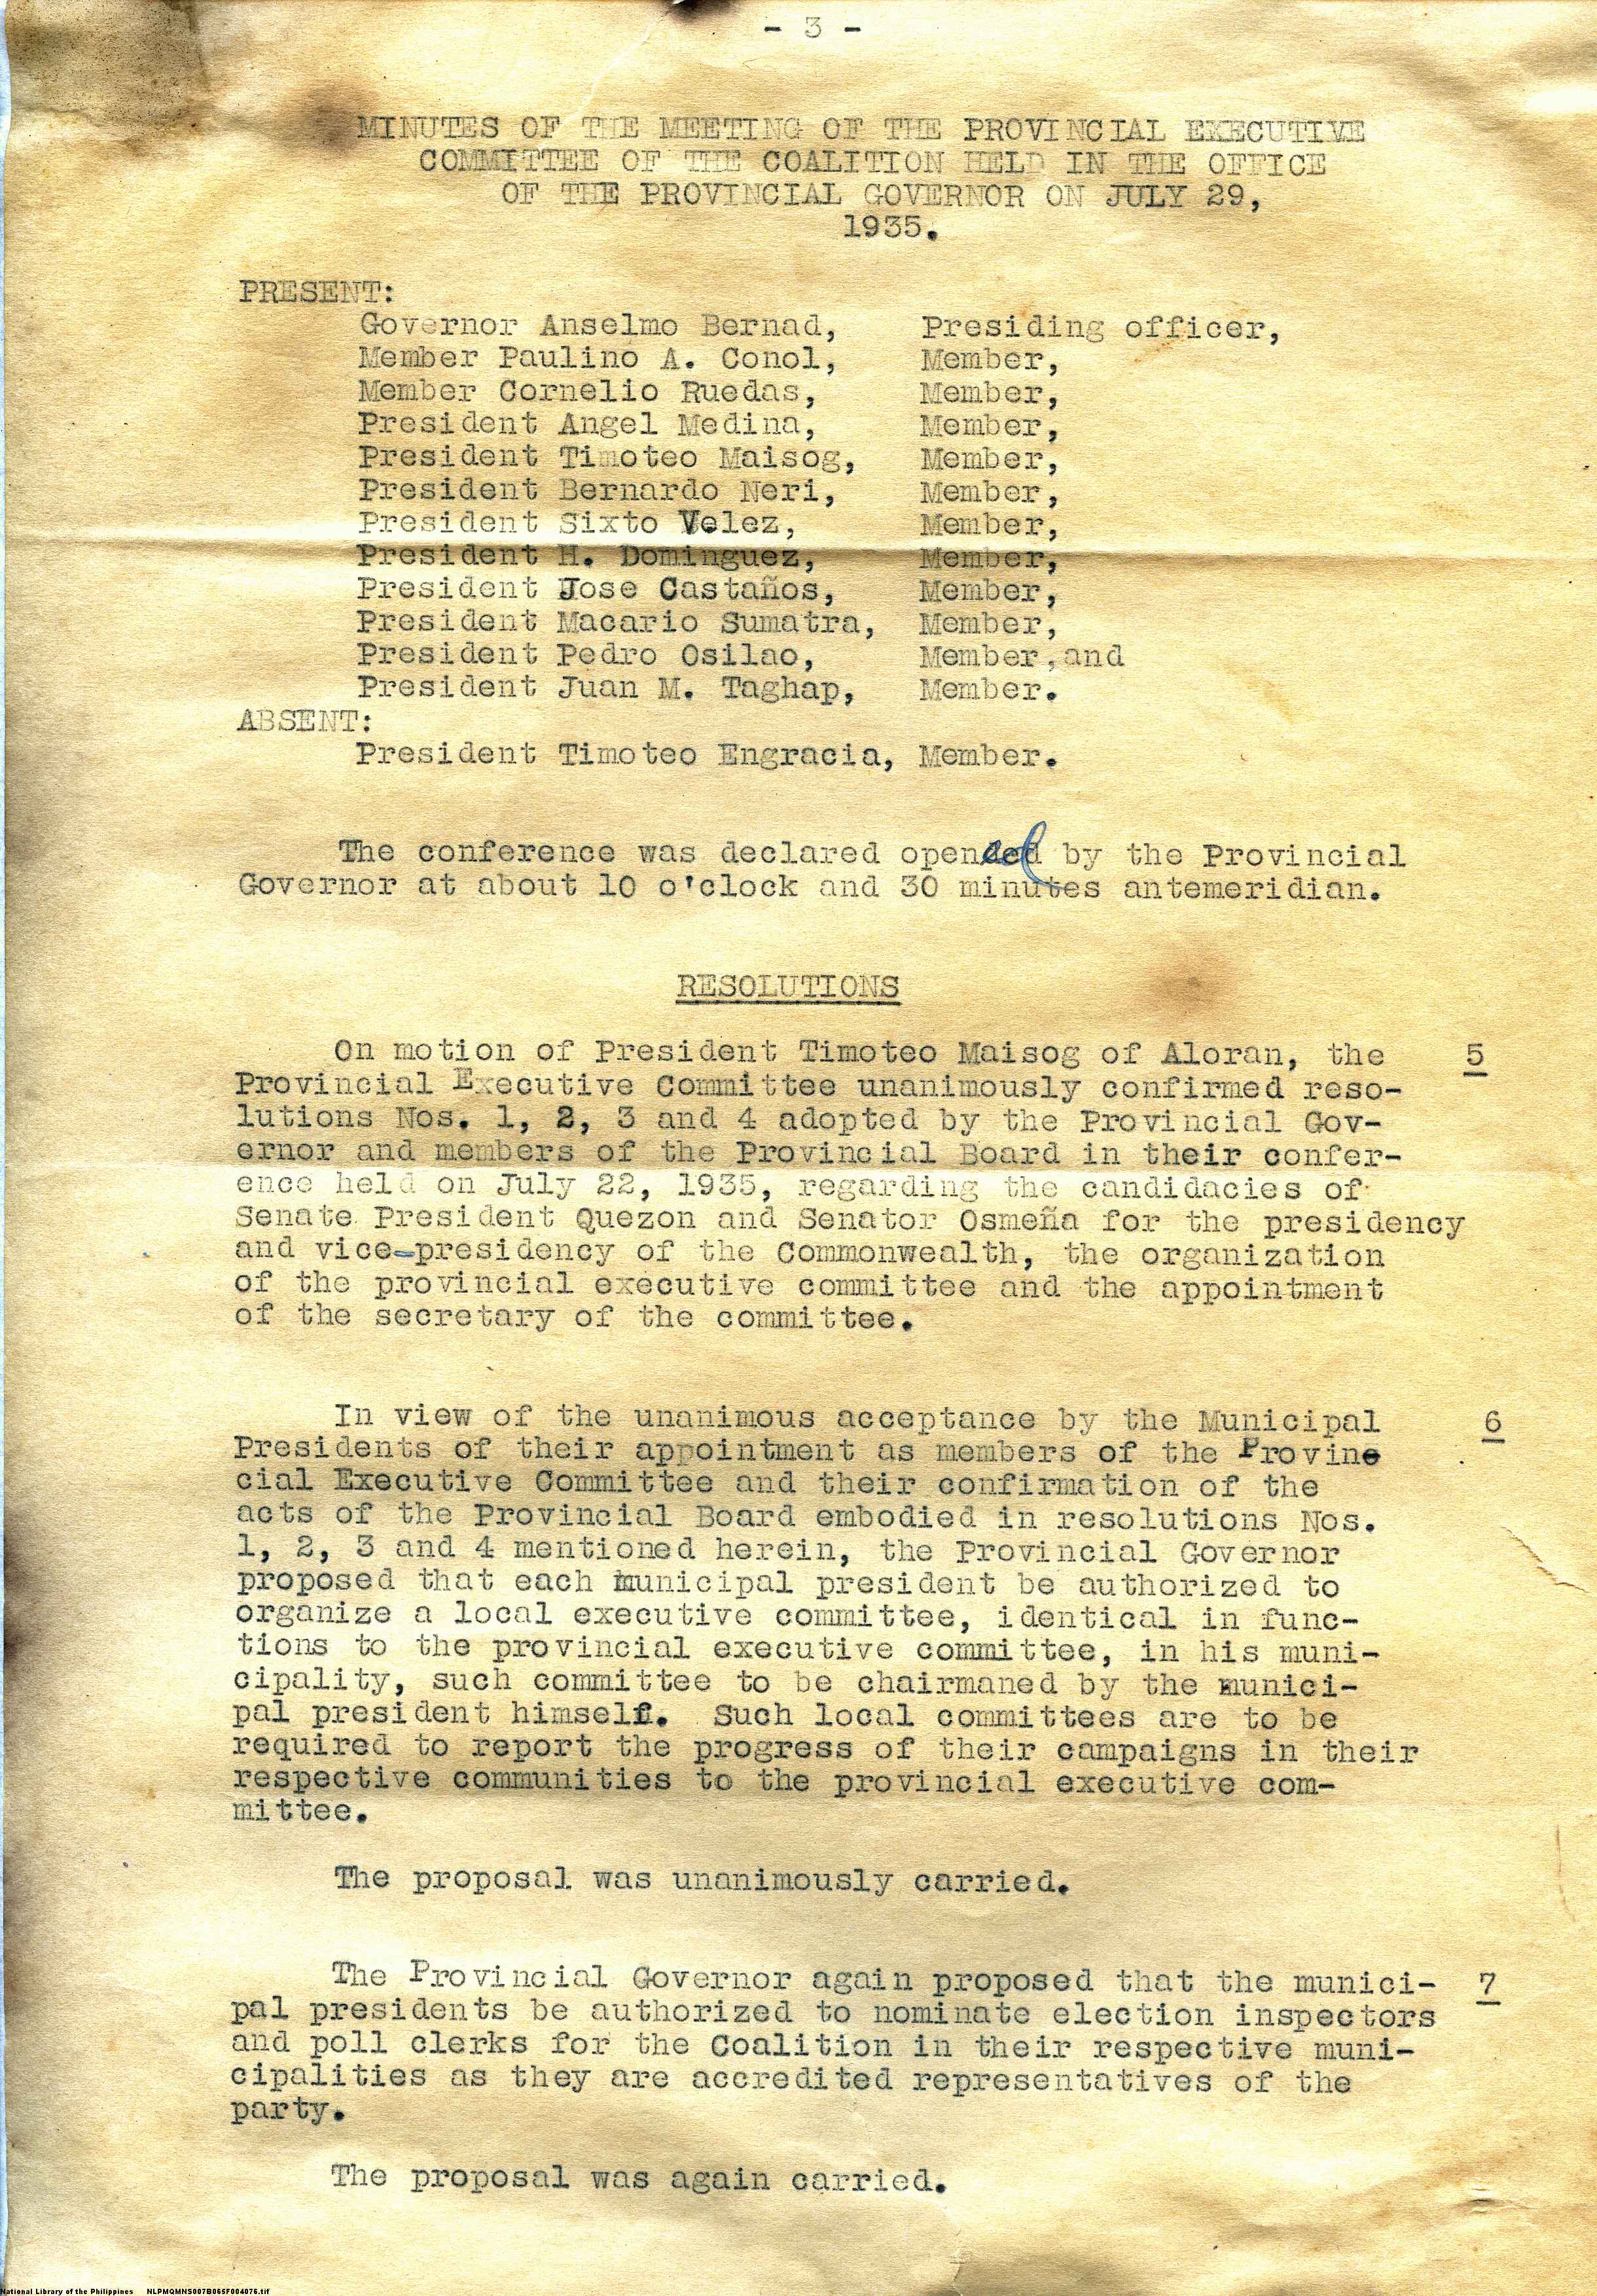 - 3 -
MINUTES OF THE MEETING OF THE PROVINCIAL EXECUTIVE
COMMITTEE OF THE COALITION HELD IN THE OFFICE
OF THE PROVINCIAL GOVERNOR ON JULY 29,
1935.
PRESENT:
Governor Anselmo Bernad, Presiding officer,
Member Paulino A. Conol, Member,
Member Cornelio Ruedas, Member,
President Angel Medina, Member,
President Timoteo Maisog, Member,
President Bernardo Neri, Member,
President Sixto Velez, Member,
President H. Dominguez, Member,
President Jose Castaños, Member,
President Macario Sumatra, Member,
President Pedro Osilao, Member, and
President Juan M. Taghap, Member.
ABSENT:
President Timoteo Engracia, Member.
The conference was declared opened by the Provincial
Governor at about 10 o'clock and 30 minutes antemeridian.
RESOLUTIONS
On motion of President Timoteo Maisog of Aloran, the 5
Provincial Executive Committee unanimously confirmed reso-
lutions Nos. 1, 2, 3 and 4 adopted by the Provincial Gov-
ernor and members of the Provincial Board in their confer-
ence held on July 22, 1935, regarding the candidacies of
Senate President Quezon and Senator Osmeña for the presidency
and vice-presidency of the Commonwealth, the organization
of the provincial executive committee and the appointment
of the secretary of the committee.
In view of the unanimous acceptance by the Municipal 6
Presidents of their appointment as members of the Provin-
cial Executive Committee and their confirmation of the
acts of the Provincial Board embodied in resolutions Nos.
1, 2, 3 and 4 mentioned herein, the Provincial Governor
proposed that each municipal president be authorized to
organize a local executive committee, identical in func-
tions to the provincial executive committee, in his muni-
cipality, such committee to be chairmaned by the munici-
pal president himself. Such local committees are to be
required to report the progress of their campaigns in their
respective communities to the provincial executive com-
mittee.
The proposal was unanimously carried.
The Provincial Governor again proposed that the munici- 7
pal presidents be authorized to nominate election inspectors
and poll clerks for the Coalition in their respective muni-
cipalities as they are accredited representatives of the
party.
The proposal was again carried.
National Library of the Philippines NLPMQMNS007B065F004076.tif